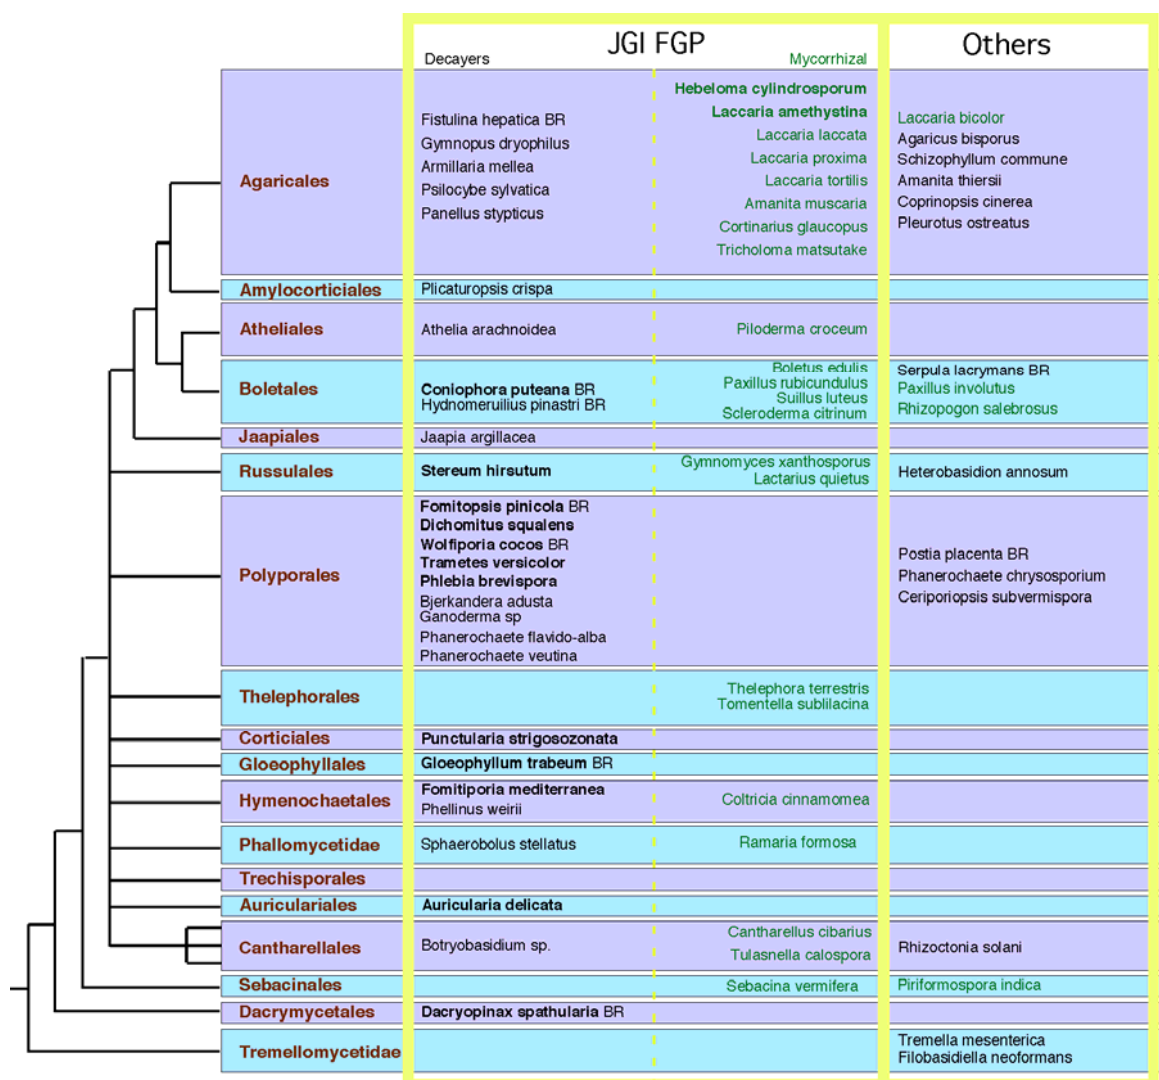 JGI FGP
Others
Decayers
Mycorrhizal
Agaricales
Fistulina hepatica BR
Gymnopus dryophilus
Armillaria mellea
Psilocybe sylvatica
Panellus stypticus
Hebeloma cylindrosporum
Laccaria amethystina
Laccaria laccata
Laccaria proxima
Laccaria tortilis
Amanita muscaria
Cortinarius glaucopus
Tricholoma matsutake
Laccaria bicolor
Agaricus bisporus
Schizophyllum commune
Amanita thiersii
Coprinopsis cinerea
Pleurotus ostreatus
Amylocorticiales
Plicaturopsis crispa
Atheliales
Athelia arachnoidea
Piloderma croceum
Boletales
Coniophora puteana BR
Hydnomeruilius pinastri BR
Boletus edulis
Paxillus rubicundulus
Suillus luteus
Scleroderma citrinum
Serpula lacrymans BR
Paxillus involutus
Rhizopogon salebrosus
Jaapiales
Jaapia argillacea
Russulales
Stereum hirsutum
Gymnomyces xanthosporus
Lactarius quietus
Heterobasidion annosum
Polyporales
Fomitopsis pinicola BR
Dichomitus squalens
Wolfiporia cocos BR
Trametes versicolor
Phlebia brevispora
Bjerkandera adusta
Ganoderma sp
Phanerochaete flavido-alba
Phanerochaete veutina
Postia placenta BR
Phanerochaete chrysosporium
Ceriporiopsis subvermispora
Thelephorales
Thelephora terrestris
Tomentella sublilacina
Corticiales
Punctularia strigosozonata
Gloeophyllales
Gloeophyllum trabeum BR
Hymenochaetales
Fomitiporia mediterranea
Phellinus weirii
Coltricia cinnamomea
Phallomycetidae
Sphaerobolus stellatus
Ramaria formosa
Trechisporales
Auriculariales
Auricularia delicata
Cantharellales
Botryobasidium sp.
Cantharellus cibarius
Tulasnella calospora
Rhizoctonia solani
Sebacinales
Sebacina vermifera
Piriformospora indica
Dacrymycetales
Dacryopinax spathularia BR
Tremellomycetidae
Tremella mesenterica
Filobasidiella neoformans